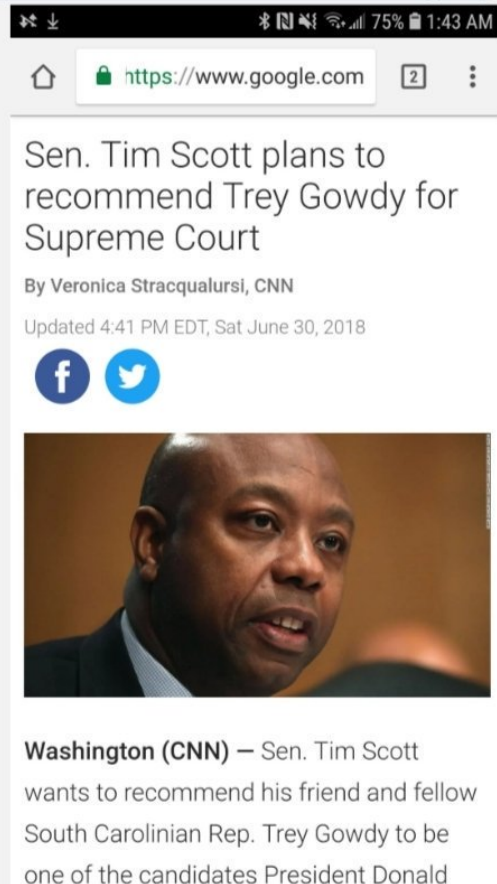 75% 1:43 AM
https://www.google.com 2
Sen. Tim Scott plans to
recommend Trey Gowdy for
Supreme Court
By Veronica Stracqualursi, CNN
Updated 4:41 PM EDT, Sat June 30, 2018
f
Washington (CNN) — Sen. Tim Scott
wants to recommend his friend and fellow
South Carolinian Rep. Trey Gowdy to be
one of the candidates President Donald